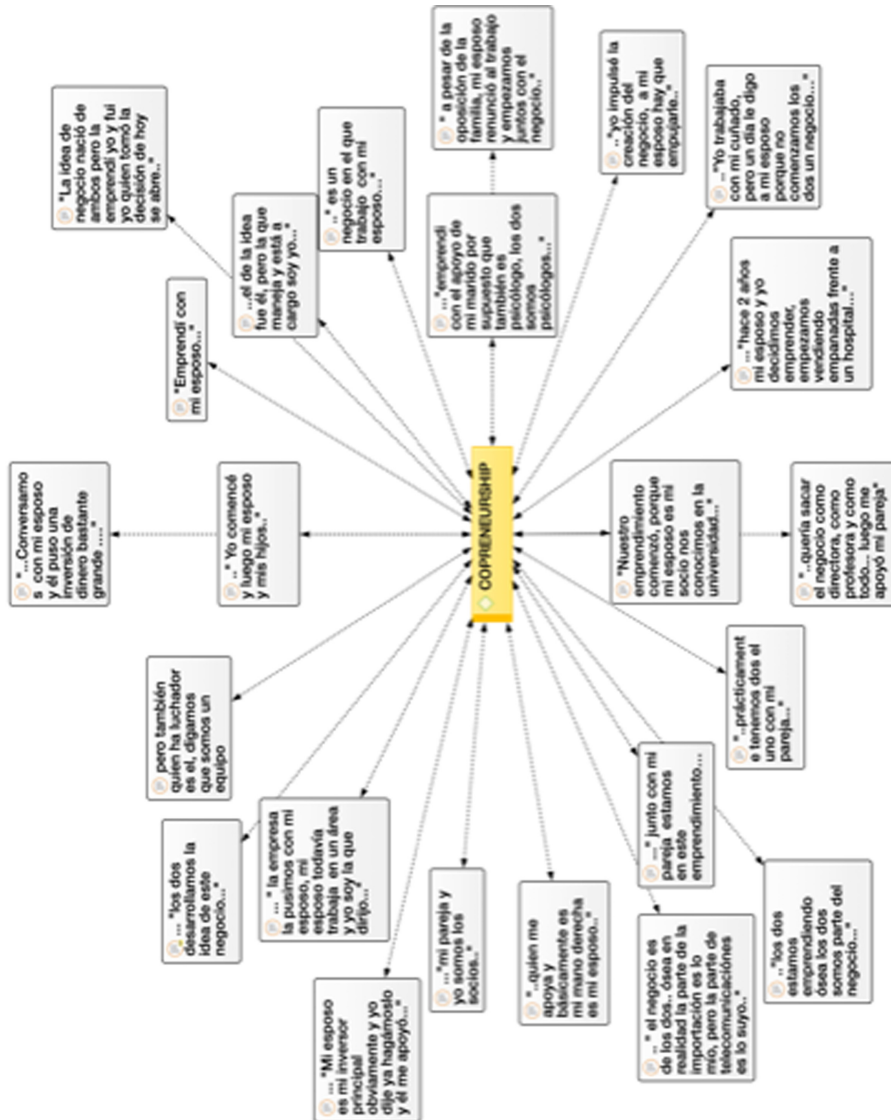 "...Conversamo
s con mi esposo
y él puso una
inversión de
dinero bastante
grande ...."
"La idea de
negocio nació de
ambos pero la
emprendí yo y fui
yo quien tomó la
decisión de hoy
se abre.."
pero también
quien ha luchador
es el, digamos
que somos un
equipo
..."los dos
desarrollamos la
idea de este
negocio..."
"Emprendí con
mi esposo..."
.." Yo comencé
y luego mi esposo
y mis hijos.."
...el de la idea
fue él, pero la que
maneja y está a
cargo soy yo..."
..." la empresa
la pusimos con mi
esposo, mi
esposo todavía
trabaja en un área
y yo soy la que
dirijo..."
... "Mi esposo
es mi inversor
principal
obviamente y yo
dije ya hagámoslo
y él me apoyó..."
.." es un
negocio en el que
trabajo con mi
esposo..."
..."mi pareja y
yo somos los
socios.."
..."emprendí
con el apoyo de
mi marido por
supuesto que
también es
psicólogo, los dos
somos
psicólogos..."
" a pesar de la
oposición de la
familia, mi esposo
renunció al trabajo
y empezamos
juntos con el
negocio.."
COPRENEURSHIP
"..quien me
apoya y
básicamente es
mi mano derecha
es mi esposo.."
.."yo impulsé la
creación del
negocio, a mi
esposo hay que
empujarle.."
"Nuestro
emprendimiento
comenzó, porque
mi esposo es mi
socio nos
conocimos en la
universidad..."
..." junto con mi
pareja estamos
en este
emprendimiento...
.." el negocio es
de los dos.. ósea en
realidad la parte de la
importación es lo
mío, pero la parte de
telecomunicaciónes
es lo suyo.."
.."Yo trabajaba
con mi cuñado,
pero un día le digo
a mi esposo
porque no
comenzamos los
dos un negocio..."
"..prácticament
e tenemos dos el
uno con mi
pareja.."
..."hace 2 años
mi esposo y yo
decidimos
emprender,
empezamos
vendiendo
empanadas frente a
un hospital..."
.."los dos
estamos
emprendiendo
ósea los dos
somos parte del
negocio..."
"..quería sacar
el negocio como
directora, como
profesora y como
todo... luego me
apoyó mi pareja"